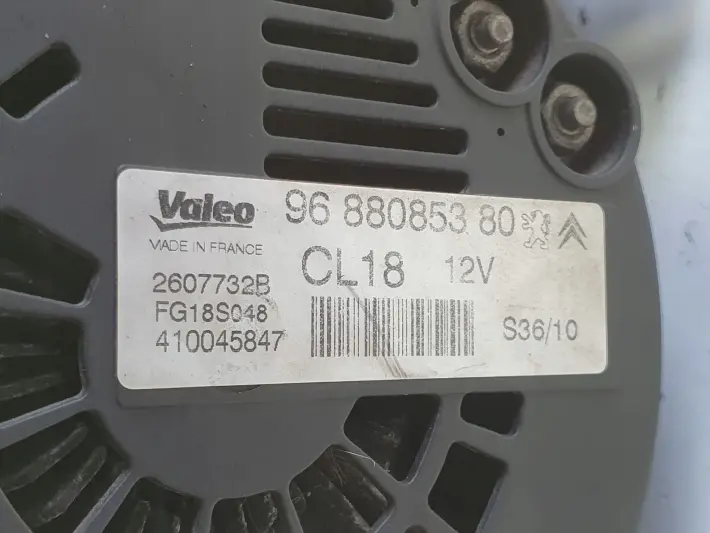 Valeo 96 880853 80
MADE IN FRANCE
CL18 12V
2607732B
FG18S048
410045847
S36/10